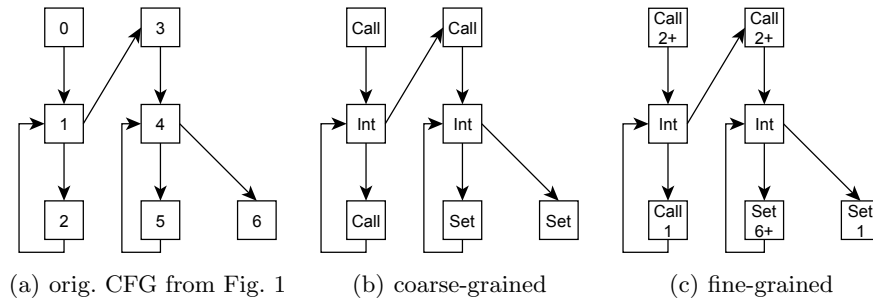 0
3
1
4
2
5
6
(a) orig. CFG from Fig. 1
Call
Call
Int
Int
Call
Set
Set
(b) coarse-grained
Call
2+
Call
2+
Int
Int
Call
1
Set
6+
Set
1
(c) fine-grained